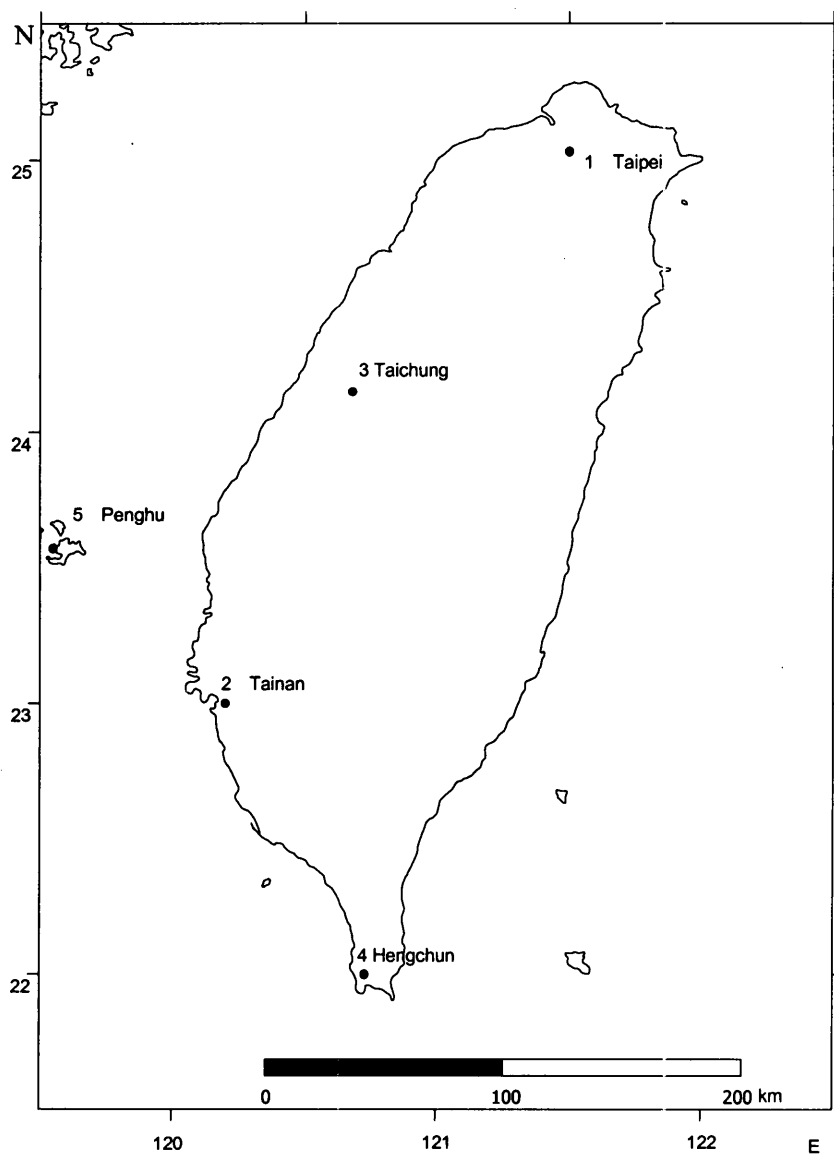 N
25
1 Taipei
3 Taichung
24
5 Penghu
2 Tainan
23
4 Hengchun
22
0 100 200 km
120 121 122 E